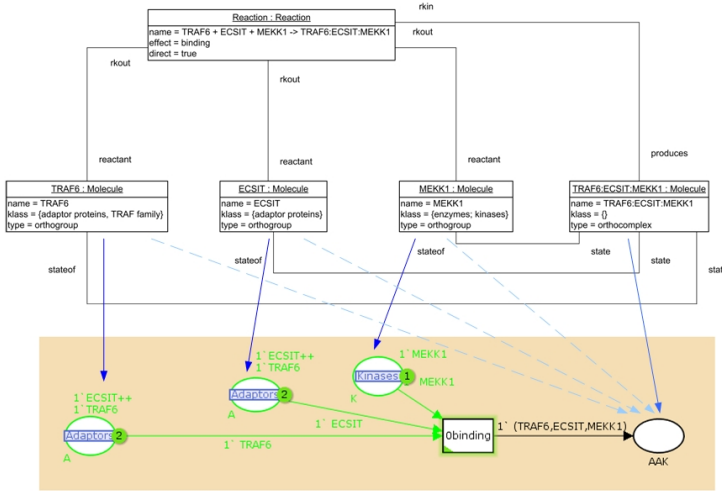 rkin
Reaction : Reaction
name = TRAF6 + ECSIT + MEKK1 -> TRAF6:ECSIT:MEKK1
effect = binding
direct = true
rkout
rkout
rkout
reactant
reactant
reactant
produces
TRAF6 : Molecule
name = TRAF6
klass = {adaptor proteins, TRAF family}
type = orthogroup
ECSIT : Molecule
name = ECSIT
klass = {adaptor proteins}
type = orthogroup
MEKK1 : Molecule
name = MEKK1
klass = {enzymes; kinases}
type = orthogroup
TRAF6:ECSIT:MEKK1 : Molecule
name = TRAF6:ECSIT:MEKK1
klass = {}
type = orthocomplex
stateof
stateof
stateof
state
state
stat
1`ECSIT++
1`TRAF6
Adaptors
2
A
1`ECSIT++
1`TRAF6
Adaptors
2
A
1`MEKK1
Kinases
1
K
MEKK1
1` ECSIT
1` TRAF6
0binding
1` (TRAF6,ECSIT,MEKK1)
AAK